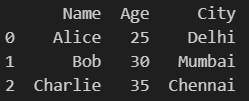 Name Age City
0 Alice 25 Delhi
1 Bob 30 Mumbai
2 Charlie 35 Chennai